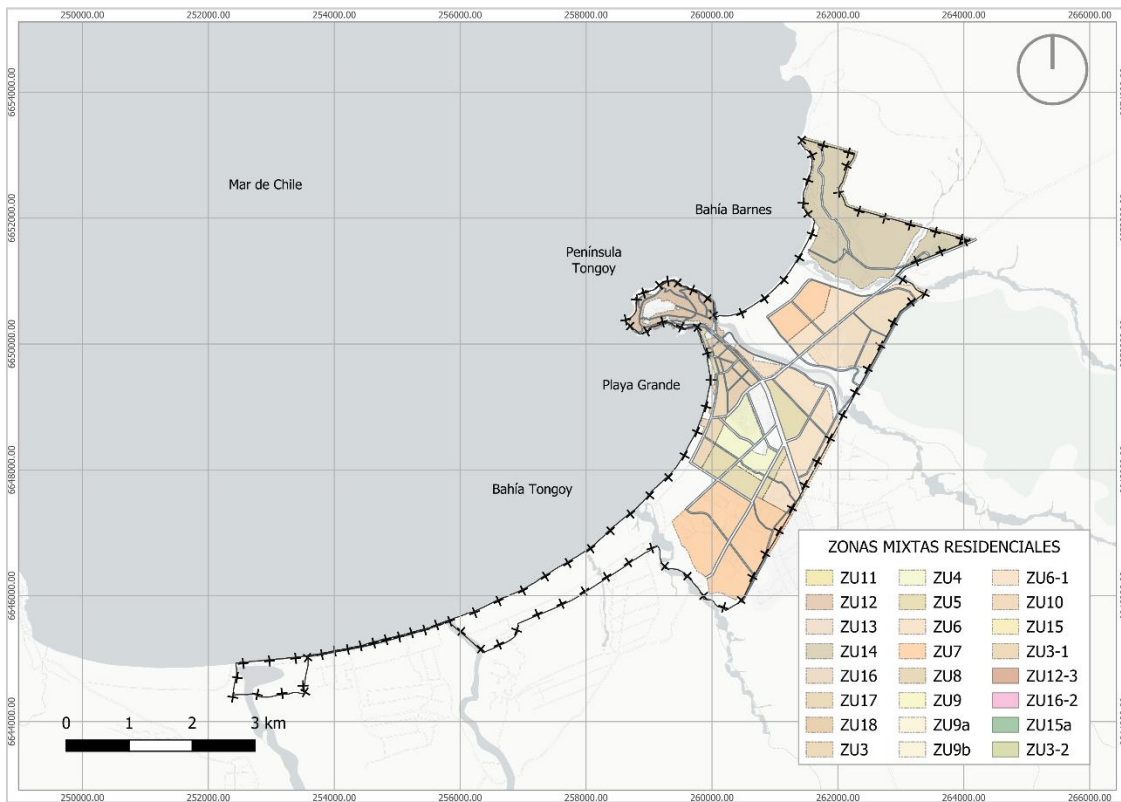 250000.00 252000.00 254000.00 256000.00 258000.00 260000.00 262000.00 264000.00 266000.00
6654000.00
Mar de Chile
Bahía Barnes
6652000.00
Península
Tongoy
6650000.00
Playa Grande
6648000.00
Bahía Tongoy
6646000.00
6644000.00
0 1 2 3 km
ZONAS MIXTAS RESIDENCIALES
ZU11 ZU4 ZU6-1
ZU12 ZU5 ZU10
ZU13 ZU6 ZU15
ZU14 ZU7 ZU3-1
ZU16 ZU8 ZU12-3
ZU17 ZU9 ZU16-2
ZU18 ZU9a ZU15a
ZU3 ZU9b ZU3-2
250000.00 252000.00 254000.00 256000.00 258000.00 260000.00 262000.00 264000.00 266000.00